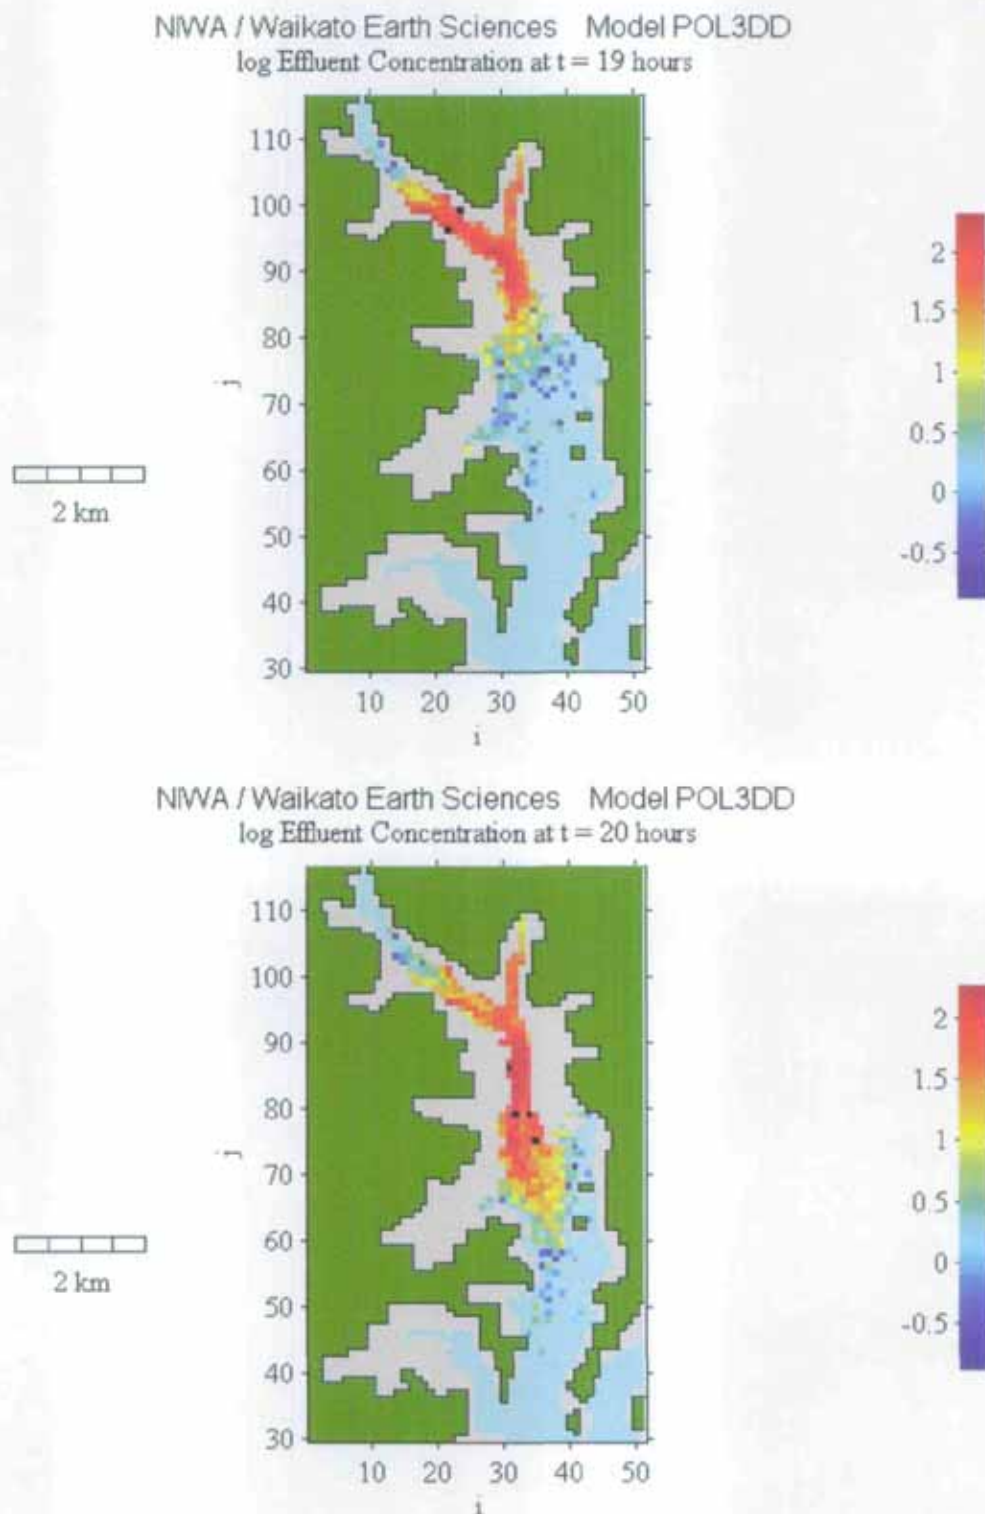 NIWA / Waikato Earth Sciences Model POL3DD
log Effluent Concentration at t = 19 hours
110
100
90
80
70
60
50
40
30
j
10 20 30 40 50
i
2 km
2
1.5
1
0.5
0
-0.5
NIWA / Waikato Earth Sciences Model POL3DD
log Effluent Concentration at t = 20 hours
110
100
90
80
70
60
50
40
30
j
10 20 30 40 50
i
2 km
2
1.5
1
0.5
0
-0.5